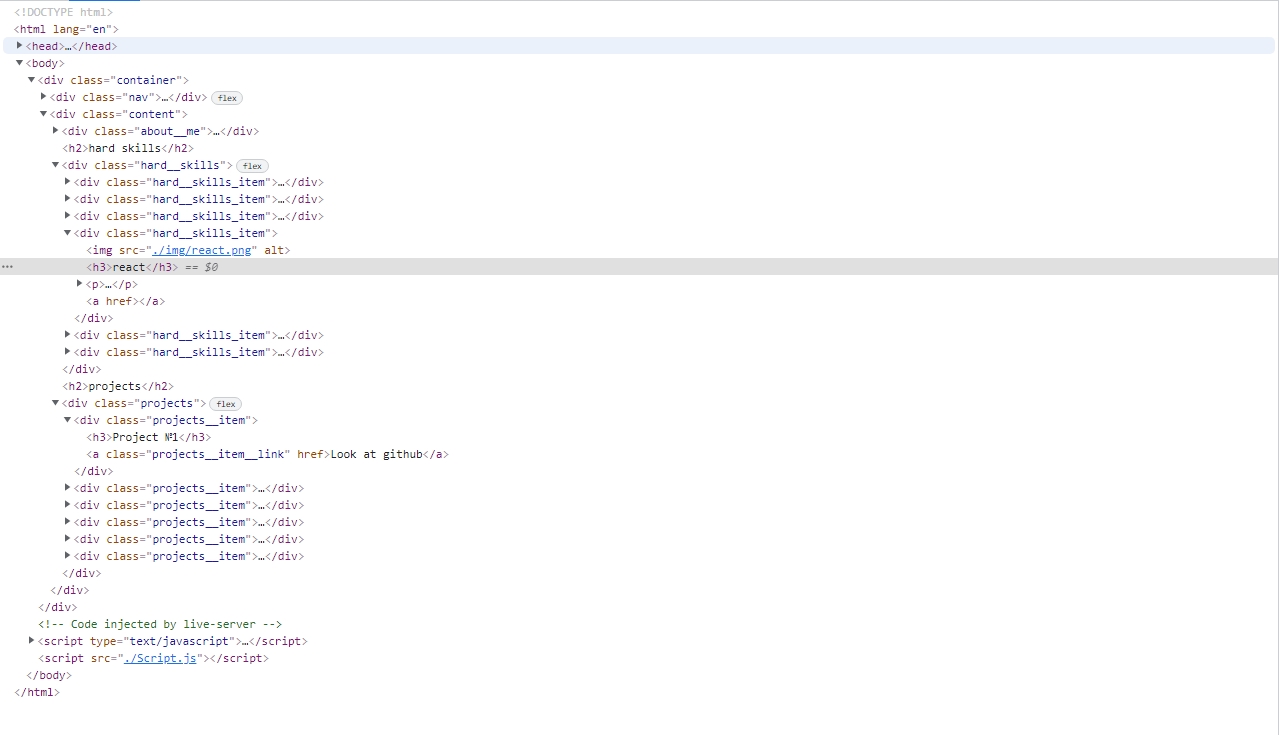 <!DOCTYPE html>
<html lang="en">
<head>…</head>
<body>
<div class="container">
<div class="nav">…</div> flex
<div class="content">
<div class="about__me">…</div>
<h2>hard skills</h2>
<div class="hard__skills"> flex
<div class="hard__skills_item">…</div>
<div class="hard__skills_item">…</div>
<div class="hard__skills_item">…</div>
<div class="hard__skills_item">
<img src="./img/react.png" alt>
<h3>react</h3> == $0
<p>…</p>
<a href></a>
</div>
<div class="hard__skills_item">…</div>
<div class="hard__skills_item">…</div>
</div>
<h2>projects</h2>
<div class="projects"> flex
<div class="projects__item">
<h3>Project №1</h3>
<a class="projects__item__link" href>Look at github</a>
</div>
<div class="projects__item">…</div>
<div class="projects__item">…</div>
<div class="projects__item">…</div>
<div class="projects__item">…</div>
<div class="projects__item">…</div>
</div>
</div>
</div>
<!-- Code injected by live-server -->
<script type="text/javascript">…</script>
<script src="./Script.js"></script>
</body>
</html>